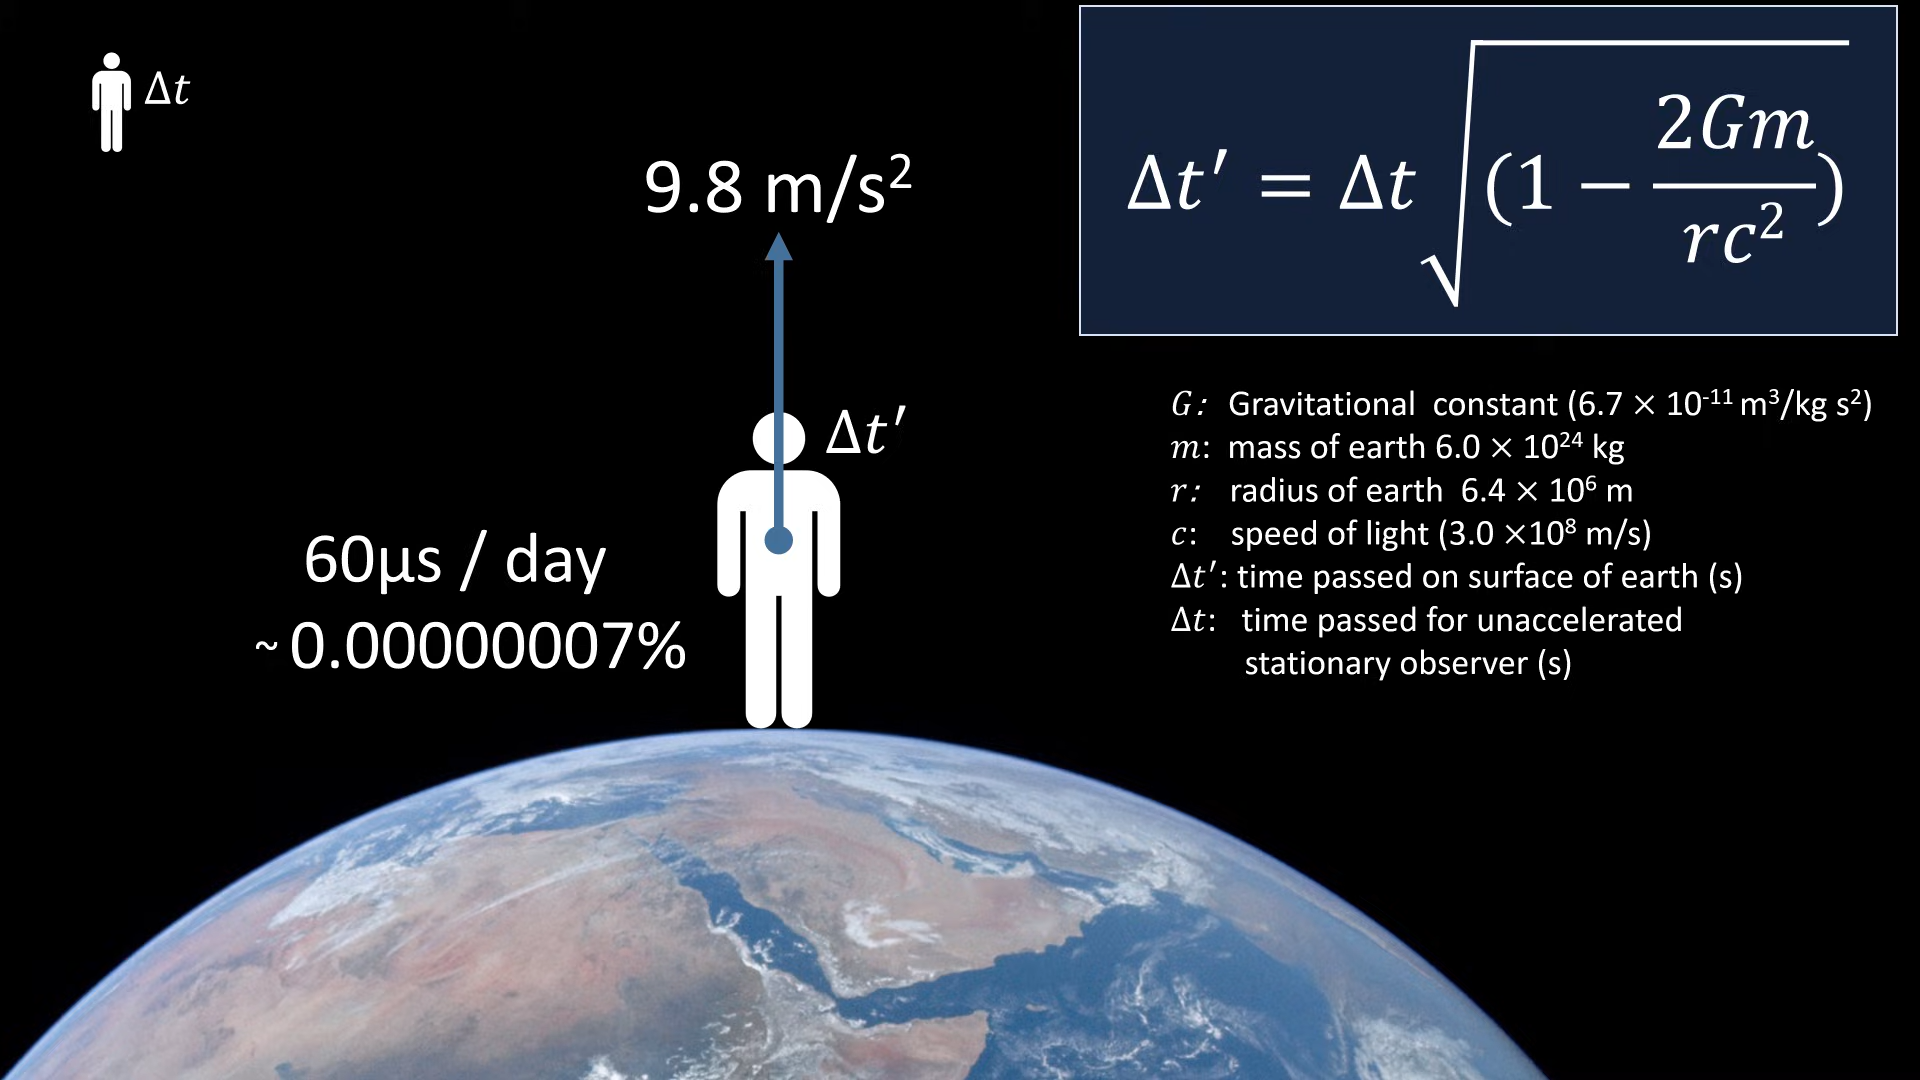 Δt
9.8 m/s²
Δt′ = Δt √(1 − 2Gm/rc²)
Δt′
G: Gravitational constant (6.7 × 10⁻¹¹ m³/kg s²)
m: mass of earth 6.0 × 10²⁴ kg
r: radius of earth 6.4 × 10⁶ m
c: speed of light (3.0 ×10⁸ m/s)
Δt′: time passed on surface of earth (s)
Δt: time passed for unaccelerated
stationary observer (s)
60µs / day
~0.00000007%